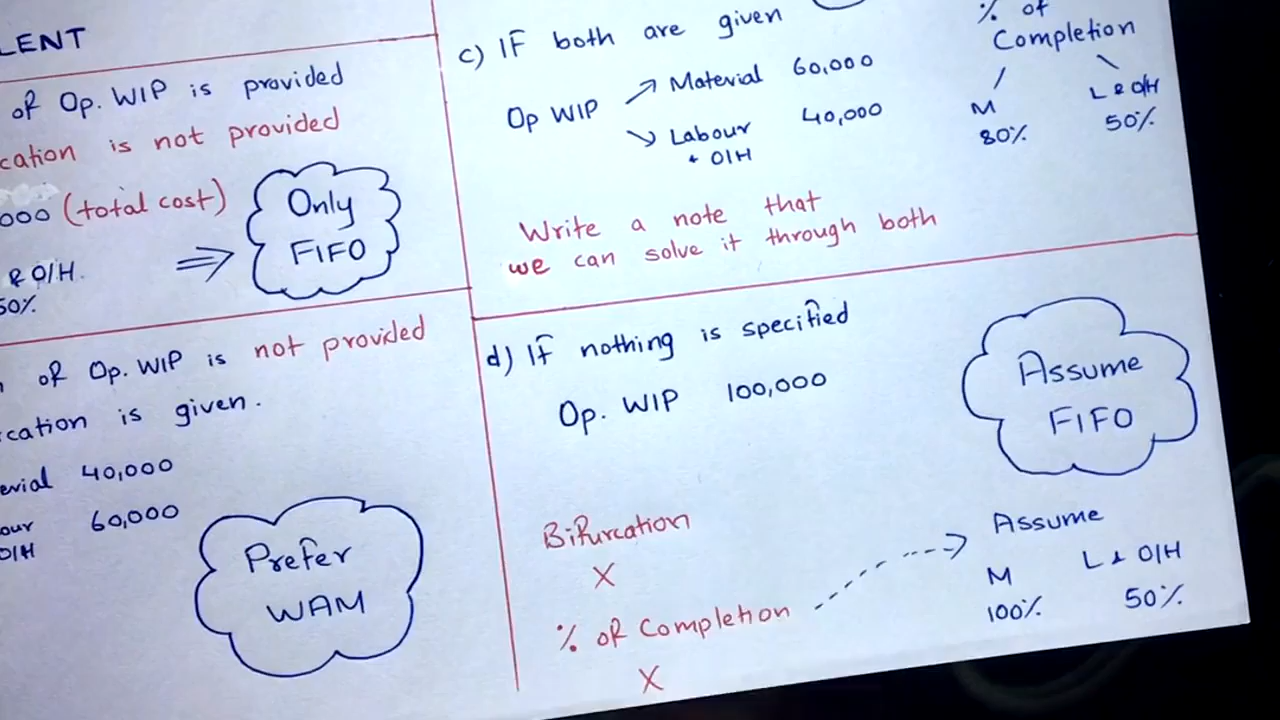 LENT
of Op. WIP is provided
cation is not provided
000 (total cost)
& O/H.
50%
Only
FIFO
of Op. WIP is not provided
cation is given.
erial 40,000
our 60,000
O/H
Prefer
WAM
c) IF both are given
Op WIP → Material 60,000
→ Labour 40,000
+ O/H
% of
Completion
M L & O/H
80% 50%
Write a note that
we can solve it through both
d) If nothing is specified
Op. WIP 100,000
Assume
FIFO
Bifurcation
X
% of Completion
X
Assume
M L & O/H
100% 50%